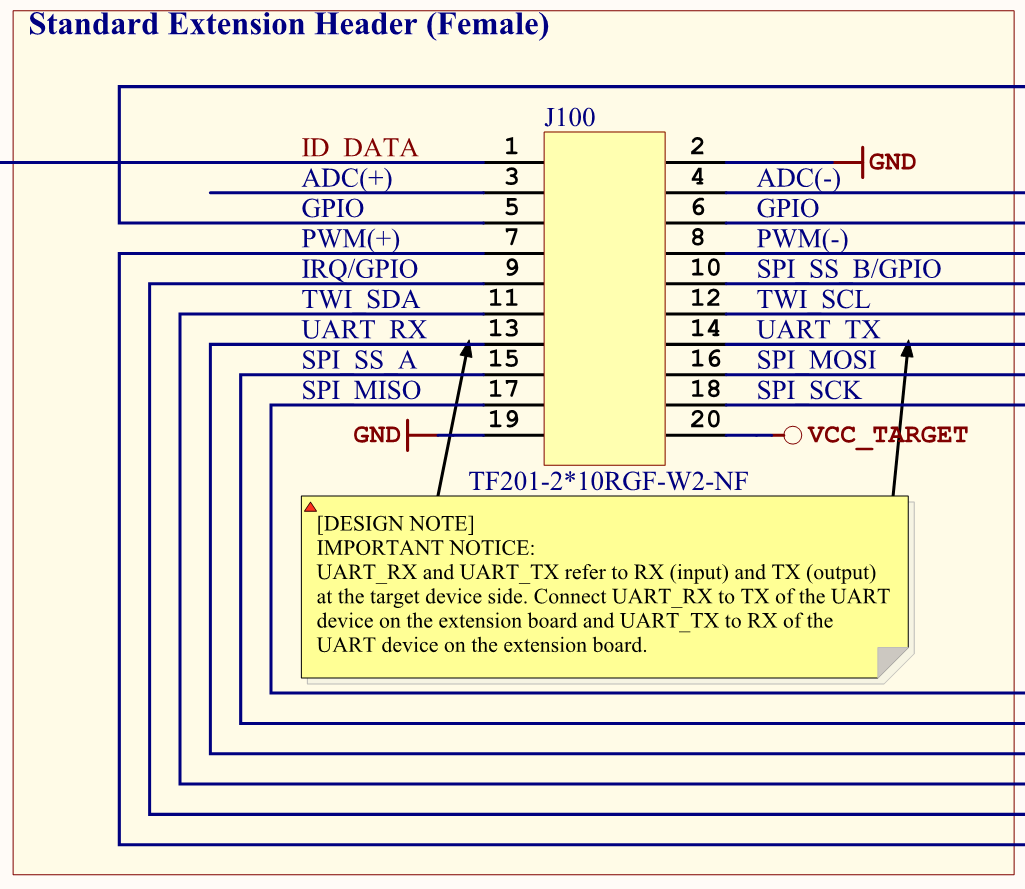 Standard Extension Header (Female)
J100
ID_DATA 1 2 GND
ADC(+) 3 4 ADC(-)
GPIO 5 6 GPIO
PWM(+) 7 8 PWM(-)
IRQ/GPIO 9 10 SPI_SS_B/GPIO
TWI_SDA 11 12 TWI_SCL
UART_RX 13 14 UART_TX
SPI_SS_A 15 16 SPI_MOSI
SPI_MISO 17 18 SPI_SCK
GND 19 20 VCC_TARGET
TF201-2*10RGF-W2-NF
[DESIGN NOTE]
IMPORTANT NOTICE:
UART_RX and UART_TX refer to RX (input) and TX (output)
at the target device side. Connect UART_RX to TX of the UART
device on the extension board and UART_TX to RX of the
UART device on the extension board.